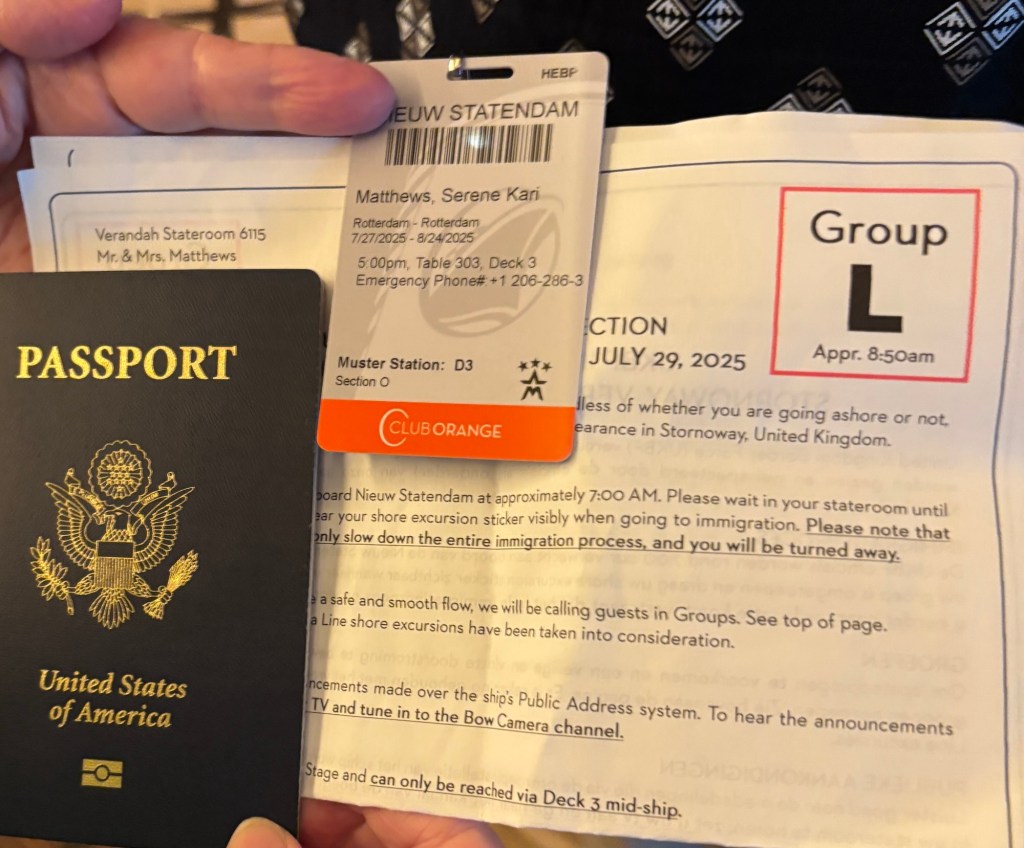 HEBP
IEUW STATENDAM
Matthews, Serene Kari
Rotterdam - Rotterdam
7/27/2025 - 8/24/2025
5:00pm, Table 303, Deck 3
Emergency Phone# +1 206-286-3
Muster Station: D3
Section O
CLUBORANGE
Verandah Stateroom 6115
Mr. & Mrs. Matthews
Group
L
Appr. 8:50am
CTION
JULY 29, 2025
dless of whether you are going ashore or not,
earance in Stornoway, United Kingdom.
board Nieuw Statendam at approximately 7:00 AM. Please wait in your stateroom until
ear your shore excursion sticker visibly when going to immigration. Please note that
only slow down the entire immigration process, and you will be turned away.
e a safe and smooth flow, we will be calling guests in Groups. See top of page.
a Line shore excursions have been taken into consideration.
ncements made over the ship's Public Address system. To hear the announcements
TV and tune in to the Bow Camera channel.
Stage and can only be reached via Deck 3 mid-ship.
PASSPORT
United States
of America